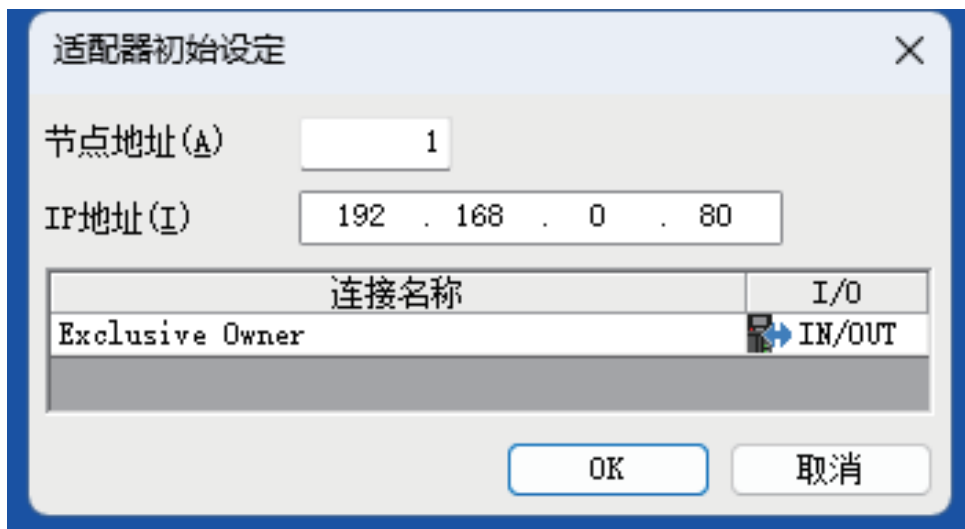 适配器初始设定
节点地址(A) 1
IP地址(I) 192 . 168 . 0 . 80
连接名称 I/O
Exclusive Owner IN/OUT
OK 取消